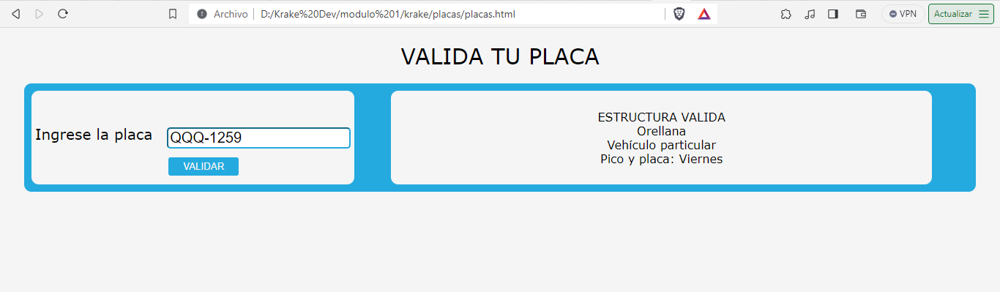 Archivo D:/Krake%20Dev/modulo%201/krake/placas/placas.html VPN Actualizar
VALIDA TU PLACA
Ingrese la placa QQQ-1259
VALIDAR
ESTRUCTURA VALIDA
Orellana
Vehículo particular
Pico y placa: Viernes